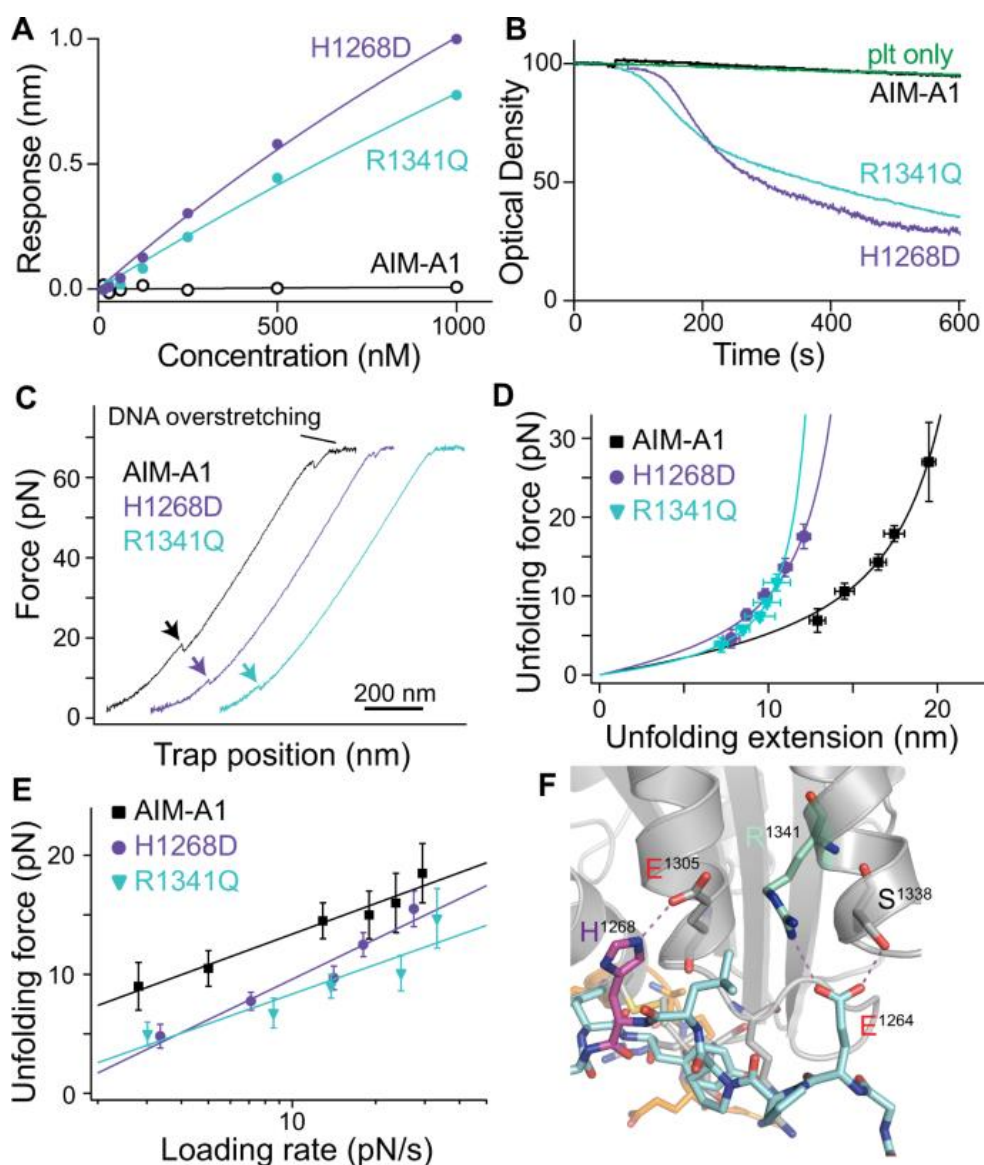 A
1.0
0.5
0.0
Response (nm)
H1268D
R1341Q
AIM-A1
0
500
1000
Concentration (nM)
B
100
50
0
Optical Density
plt only
AIM-A1
R1341Q
H1268D
0
200
400
600
Time (s)
C
DNA overstretching
AIM-A1
H1268D
R1341Q
60
40
20
0
Force (pN)
200 nm
Trap position (nm)
D
AIM-A1
H1268D
R1341Q
30
20
10
0
Unfolding force (pN)
0
10
20
Unfolding extension (nm)
E
AIM-A1
H1268D
R1341Q
20
10
0
Unfolding force (pN)
10
Loading rate (pN/s)
F
R1341
E1305
S1338
H1268
E1264